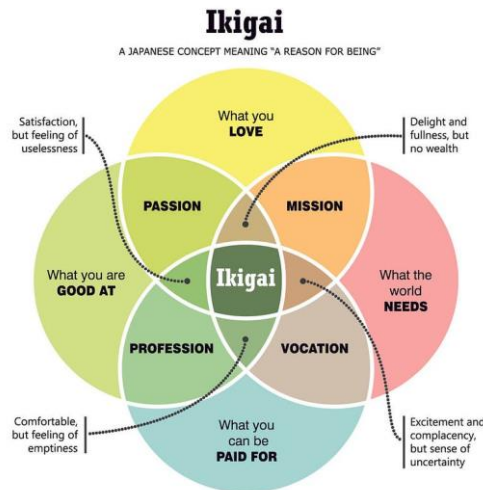 Ikigai
A JAPANESE CONCEPT MEANING "A REASON FOR BEING"
Satisfaction,
but feeling of
uselessness
What you
LOVE
Delight and
fullness, but
no wealth
PASSION
MISSION
What you are
GOOD AT
Ikigai
What the
world
NEEDS
PROFESSION
VOCATION
Comfortable,
but feeling of
emptiness
What you
can be
PAID FOR
Excitement and
complacency,
but sense of
uncertainty